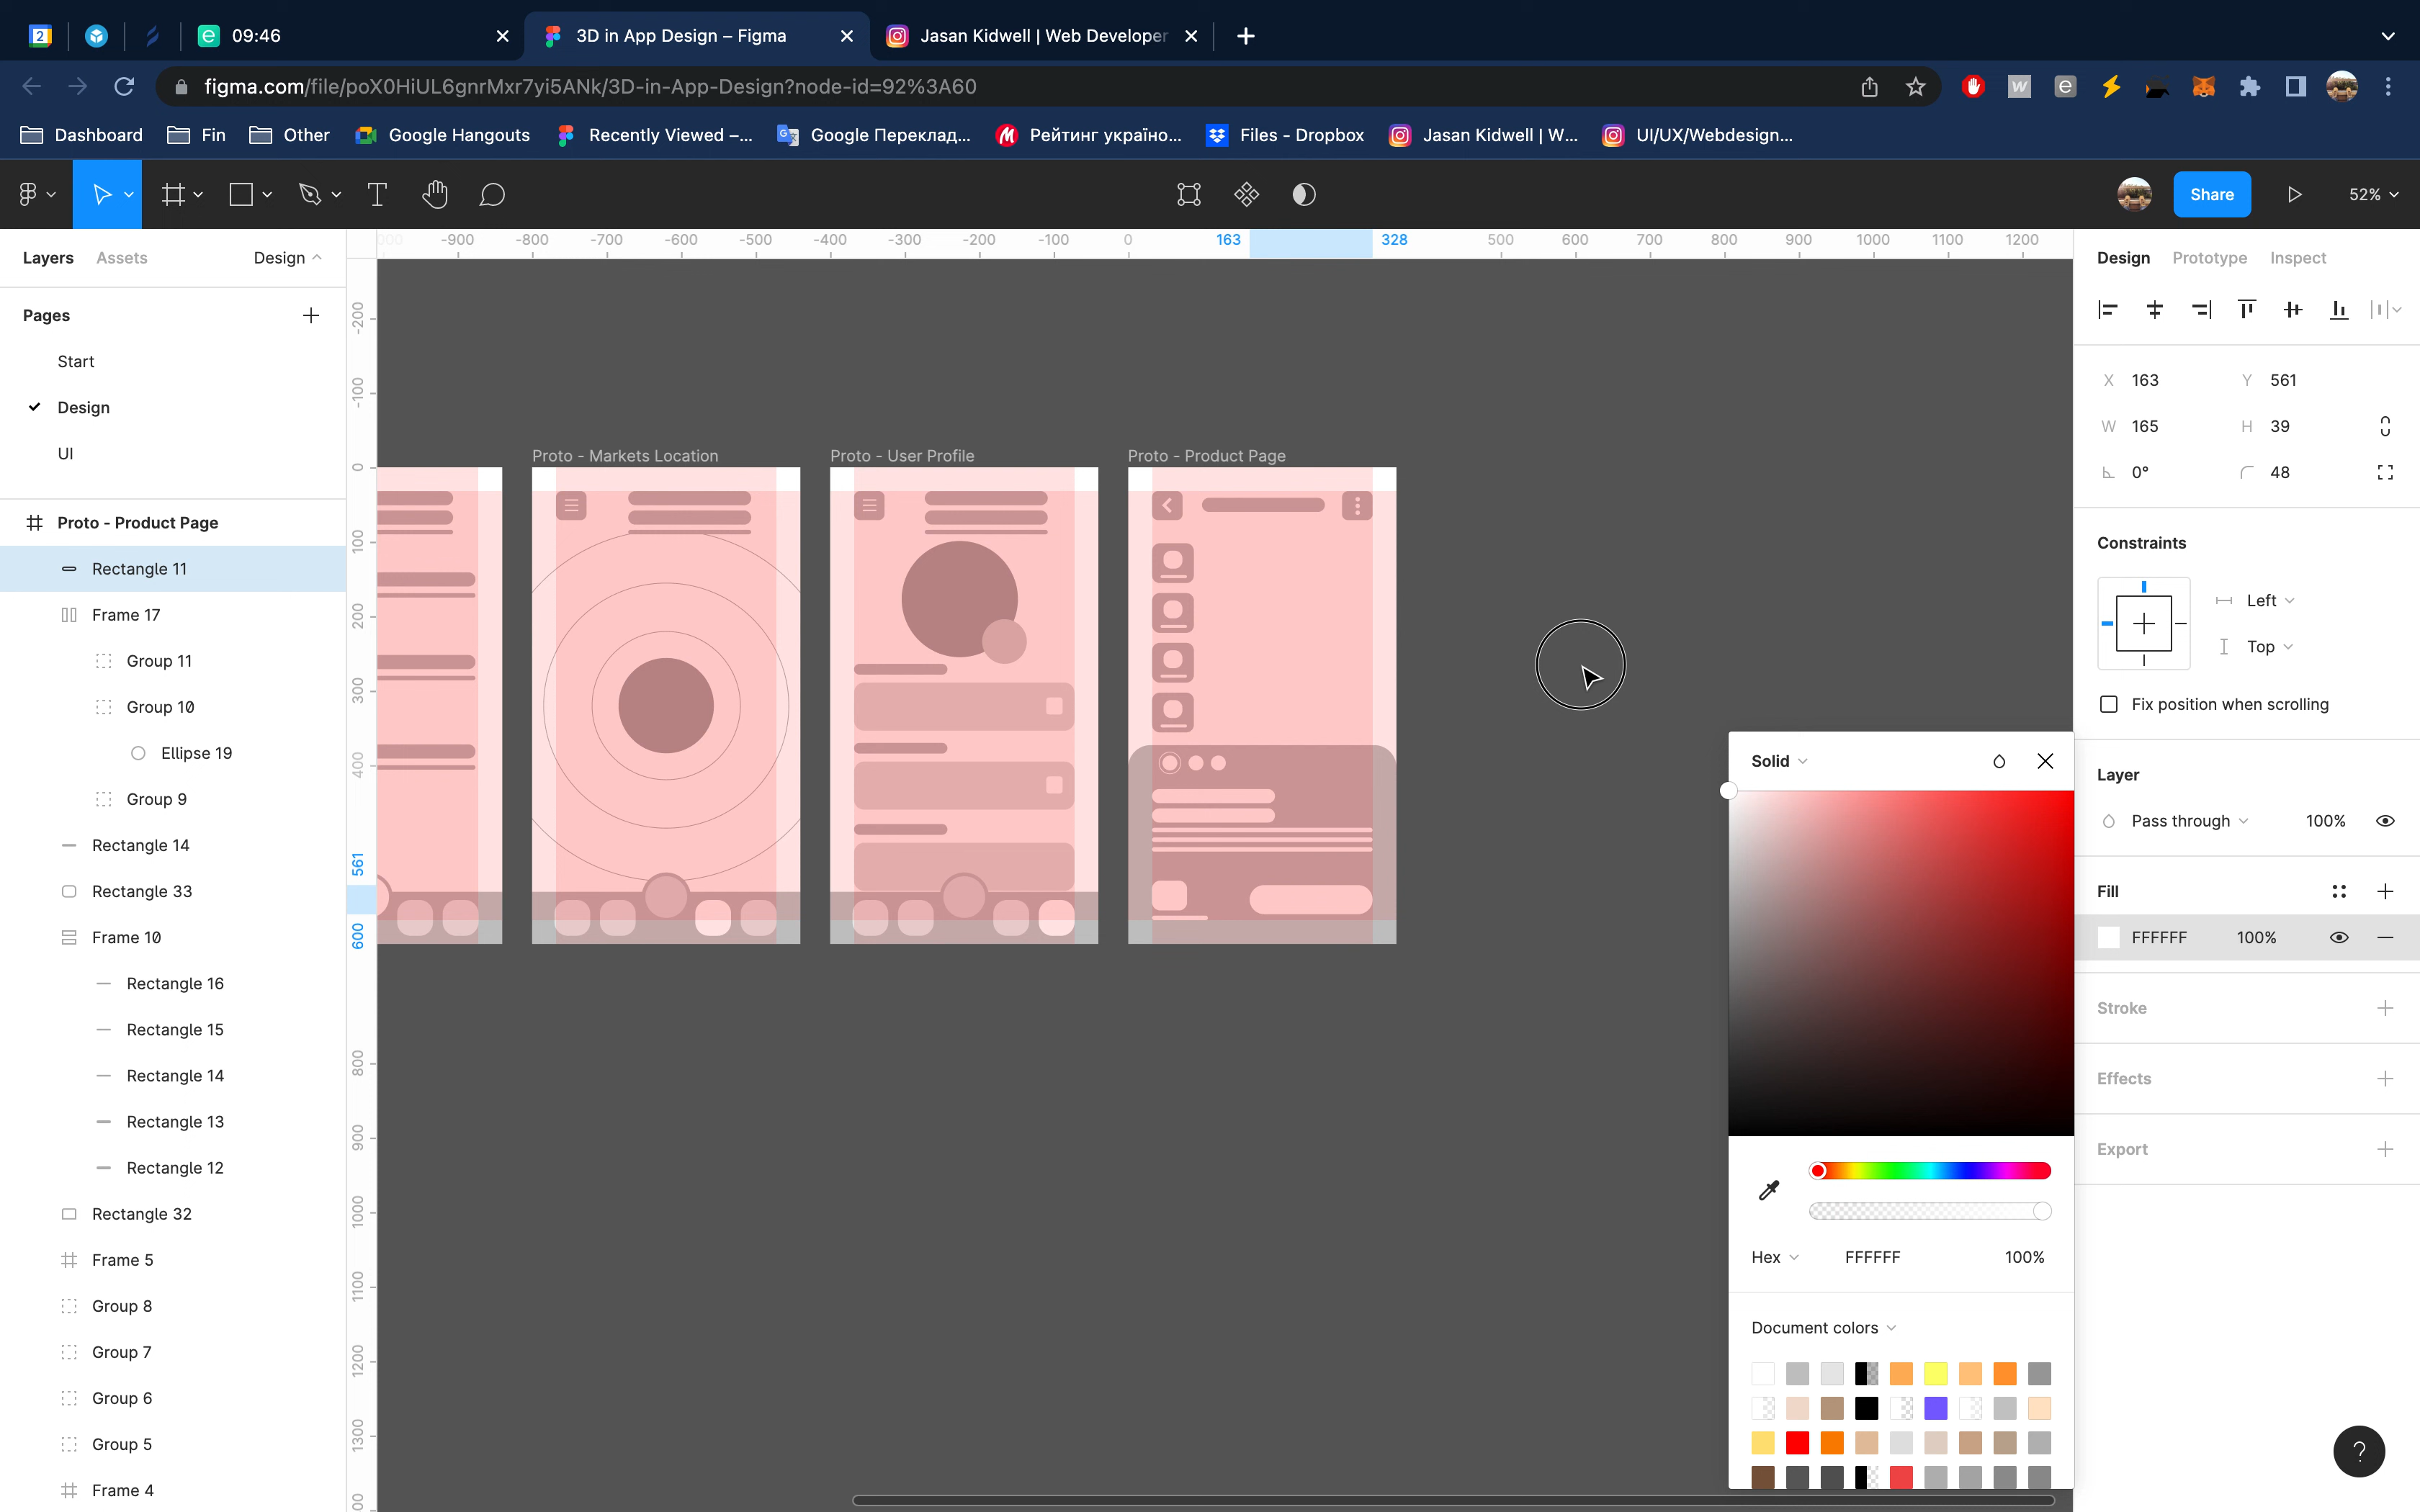 2
09:46
3D in App Design – Figma
Jasan Kidwell | Web Developer
figma.com/file/poX0HiUL6gnrMxr7yi5ANk/3D-in-App-Design?node-id=92%3A60
Dashboard
Fin
Other
Google Hangouts
Recently Viewed –...
Google Переклад...
Рейтинг україно...
Files - Dropbox
Jasan Kidwell | W...
UI/UX/Webdesign...
Share
52%
Layers
Assets
Design
-900 -800 -700 -600 -500 -400 -300 -200 -100 0 163 328 500 600 700 800 900 1000 1100 1200
Design
Prototype
Inspect
Pages
Start
Design
UI
Proto - Product Page
Rectangle 11
Frame 17
Group 11
Group 10
Ellipse 19
Group 9
Rectangle 14
Rectangle 33
Frame 10
Rectangle 16
Rectangle 15
Rectangle 14
Rectangle 13
Rectangle 12
Rectangle 32
Frame 5
Group 8
Group 7
Group 6
Group 5
Frame 4
-200
-100
0
100
200
300
400
561
600
800
900
1000
1100
1200
1300
Proto - Markets Location
Proto - User Profile
Proto - Product Page
X 163
Y 561
W 165
H 39
0°
48
Constraints
Left
Top
Fix position when scrolling
Layer
Pass through
100%
Fill
FFFFFF
100%
Stroke
Effects
Export
Solid
Hex
FFFFFF
100%
Document colors
?